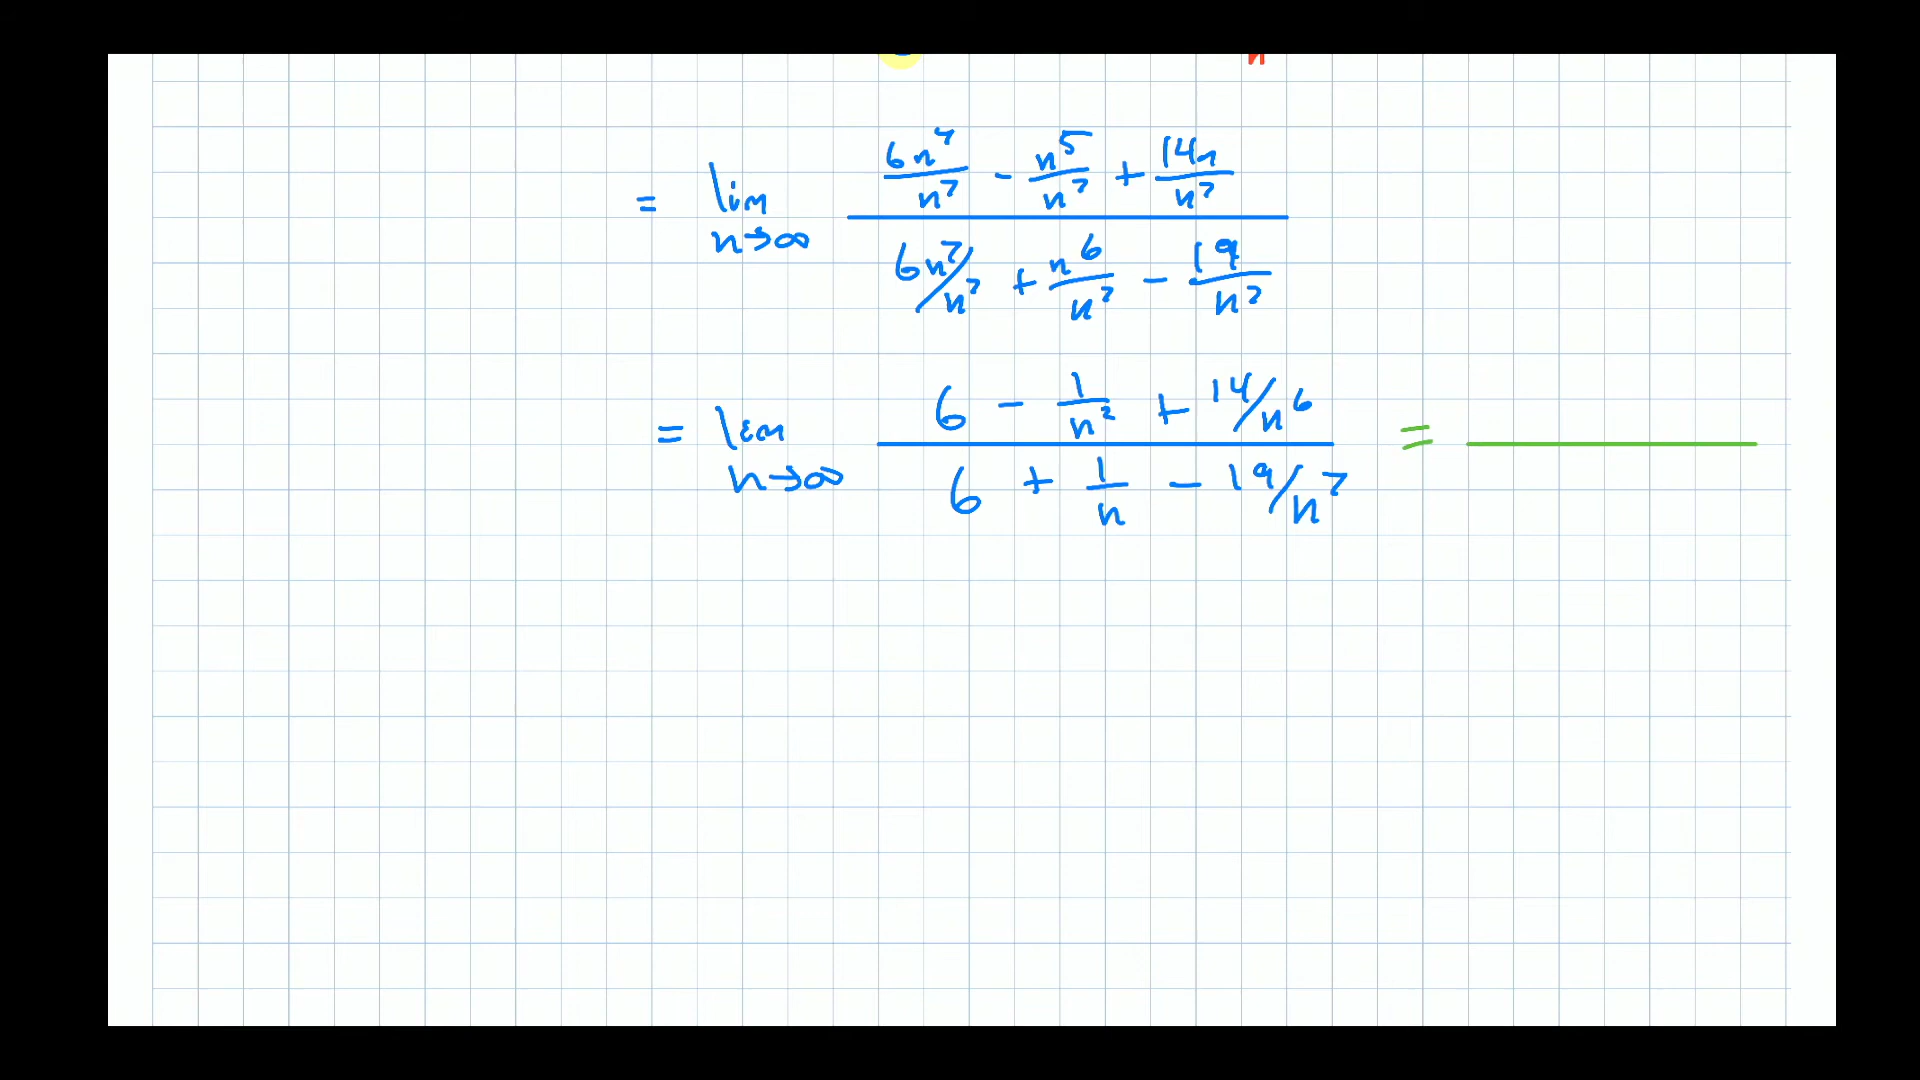 n
= lim n→∞ (6n⁷/n⁷ - n⁵/n⁷ + 14n/n⁷) / (6n⁷/n⁷ + n⁶/n⁷ - 19/n⁷)
= lim n→∞ (6 - 1/n² + 14/n⁶) / (6 + 1/n - 19/n⁷) =